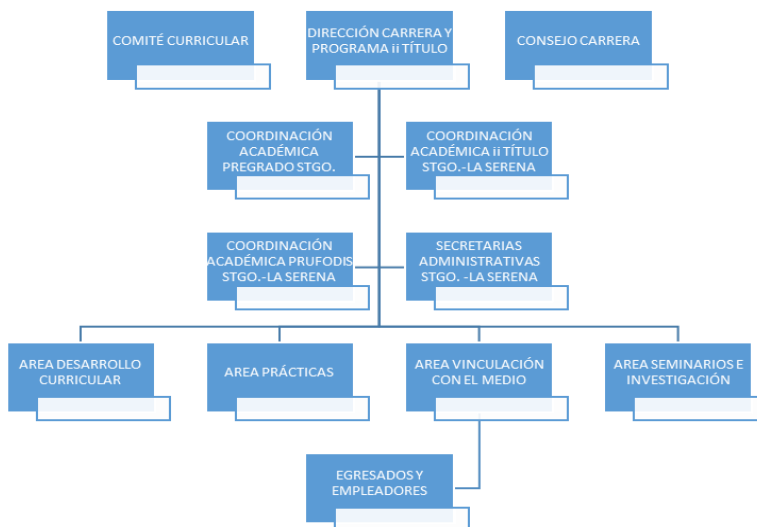 COMITÉ CURRICULAR
DIRECCIÓN CARRERA Y
PROGRAMA ii TÍTULO
CONSEJO CARRERA
COORDINACIÓN
ACADÉMICA
PREGRADO STGO.
COORDINACIÓN
ACADÉMICA ii TÍTULO
STGO.-LA SERENA
COORDINACIÓN
ACADÉMICA PRUFODIS
STGO.-LA SERENA
SECRETARIAS
ADMINISTRATIVAS
STGO. -LA SERENA
AREA DESARROLLO
CURRICULAR
AREA PRÁCTICAS
AREA VINCULACIÓN
CON EL MEDIO
AREA SEMINARIOS E
INVESTIGACIÓN
EGRESADOS Y
EMPLEADORES